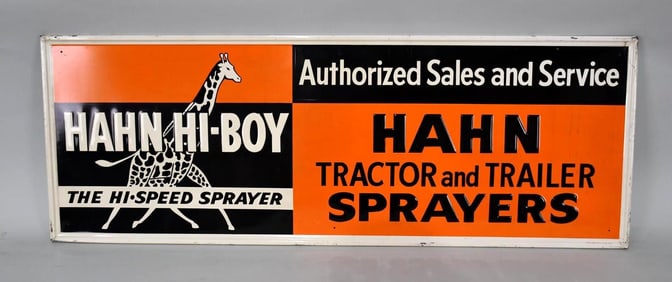 HAHN HI-BOY
THE HI-SPEED SPRAYER
Authorized Sales and Service
HAHN
TRACTOR and TRAILER
SPRAYERS